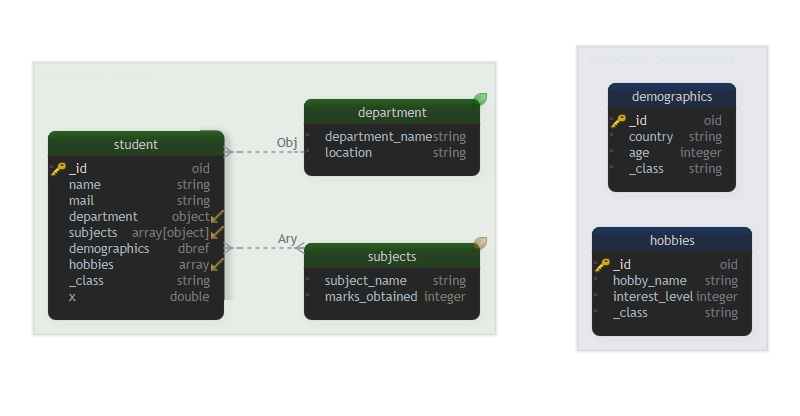 Collection student
student
_id oid
name string
mail string
department object
subjects array[object]
demographics dbref
hobbies array
_class string
x double
Obj
Ary
department
department_name string
location string
subjects
subject_name string
marks_obtained integer
Collection demographics
demographics
_id oid
country string
age integer
_class string
hobbies
_id oid
hobby_name string
interest_level integer
_class string